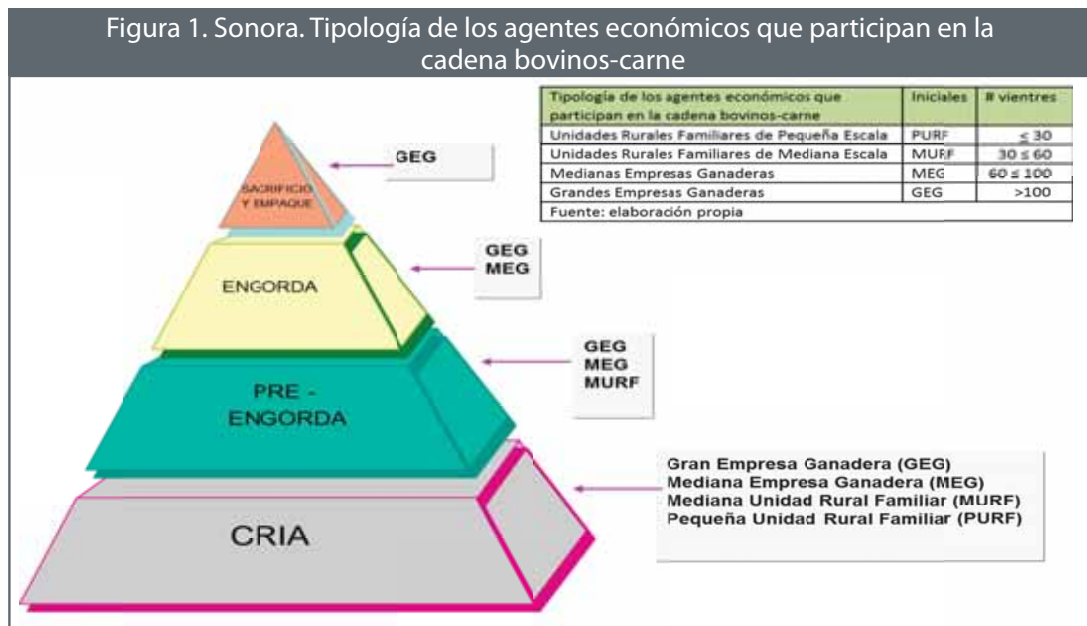 Figura 1. Sonora. Tipología de los agentes económicos que participan en la
cadena bovinos-carne
Tipología de los agentes económicos que participan en la cadena bovinos-carne Iniciales # vientres
Unidades Rurales Familiares de Pequeña Escala PURF ≤ 30
Unidades Rurales Familiares de Mediana Escala MURF 30 ≤ 60
Medianas Empresas Ganaderas MEG 60 ≤ 100
Grandes Empresas Ganaderas GEG >100
Fuente: elaboración propia
GEG
SACRIFICIO
Y EMPAQUE
GEG
MEG
ENGORDA
GEG
MEG
MURF
PRE -
ENGORDA
Gran Empresa Ganadera (GEG)
Mediana Empresa Ganadera (MEG)
Mediana Unidad Rural Familiar (MURF)
Pequeña Unidad Rural Familiar (PURF)
CRIA